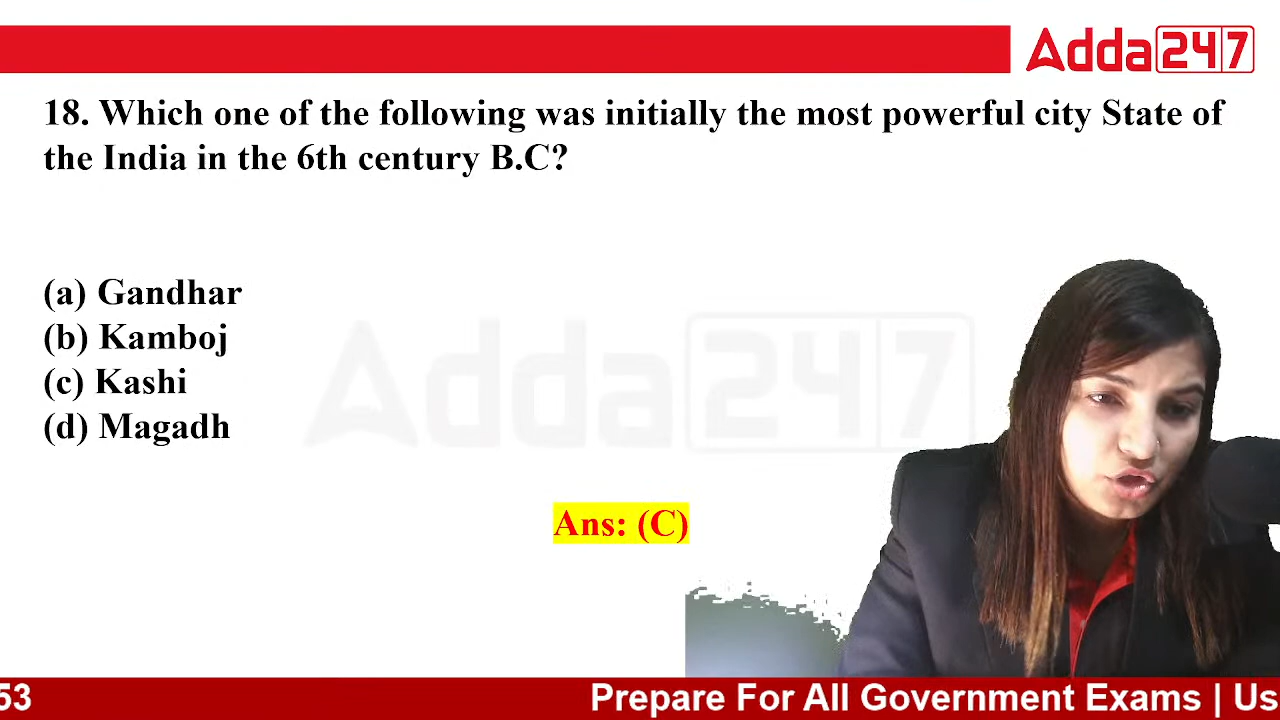 Adda247
18. Which one of the following was initially the most powerful city State of
the India in the 6th century B.C?
(a) Gandhar
(b) Kamboj
(c) Kashi
(d) Magadh
Adda247
Ans: (C)
53 Prepare For All Government Exams | Us